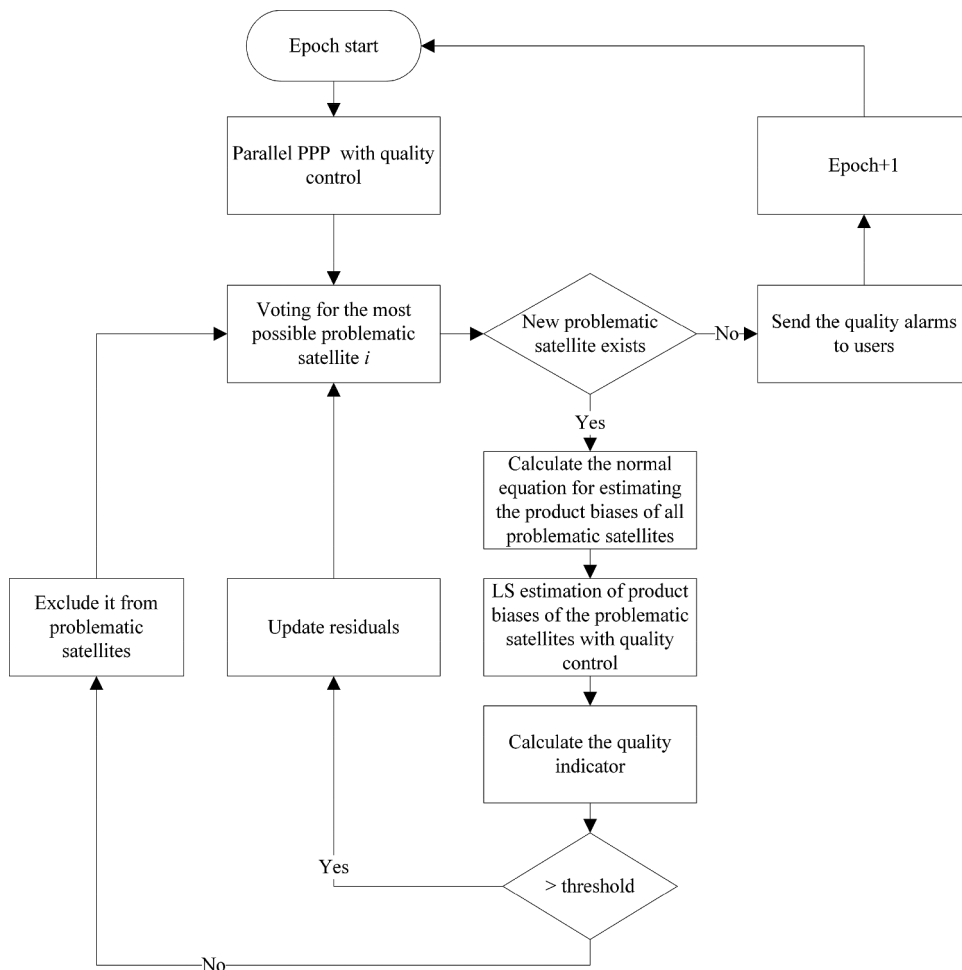 Epoch start
Parallel PPP with quality
control
Epoch+1
Voting for the most
possible problematic
satellite i
New problematic
satellite exists
No
Send the quality alarms
to users
Yes
Calculate the normal
equation for estimating
the product biases of all
problematic satellites
Exclude it from
problematic
satellites
Update residuals
LS estimation of product
biases of the problematic
satellites with quality
control
Calculate the quality
indicator
Yes
> threshold
No